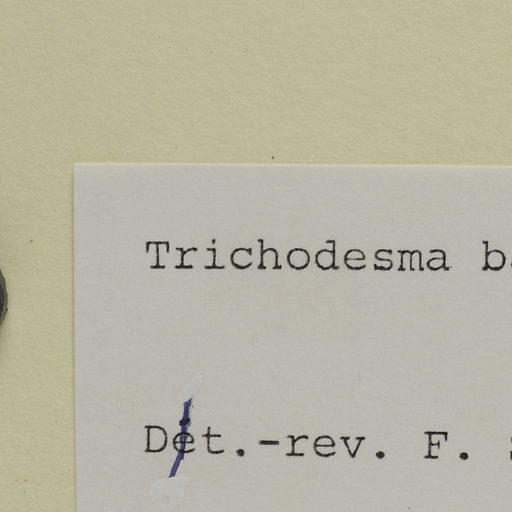 Trichodesma
Det.-rev. F.